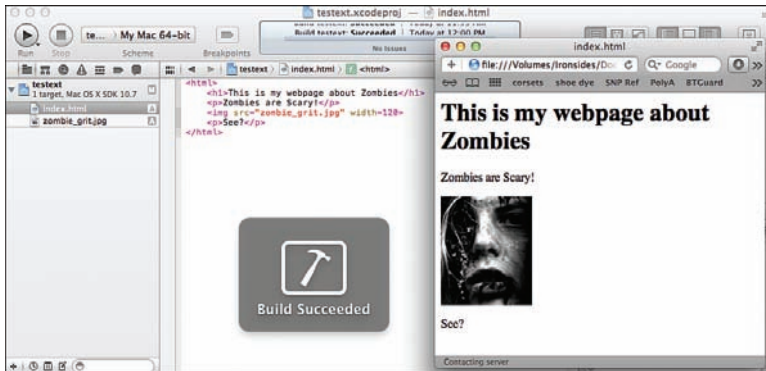 testext.xcodeproj — index.html
te... My Mac 64-bit
Build testext: Succeeded | Today at 12:00 PM
No Issues
Run Stop Scheme Breakpoints
testext
1 target, Mac OS X SDK 10.7
index.html A
zombie_grit.jpg A
testext index.html <html>
<html>
<h1>This is my webpage about Zombies</h1>
<p>Zombies are Scary!</p>
<img src="zombie_grit.jpg" width=120>
<p>See?</p>
</html>
Build Succeeded
index.html
file:///Volumes/Ironsides/Do
Google
corsets shoe dye SNP Ref PolyA BTGuard
This is my webpage about
Zombies
Zombies are Scary!
See?
Contacting server